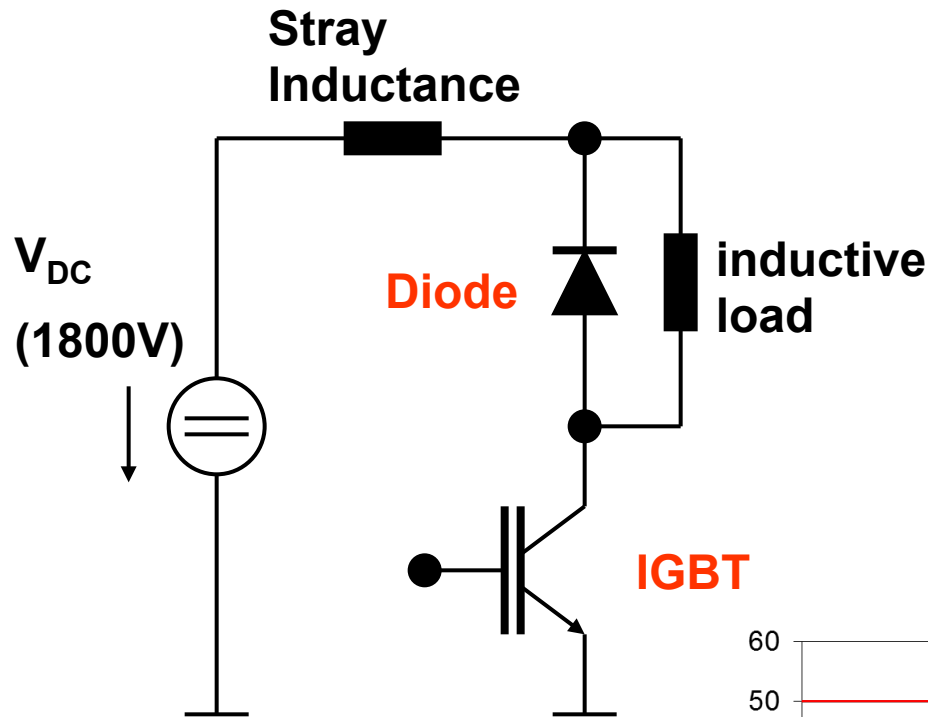 Stray
Inductance
V_DC
(1800V)
Diode
inductive
load
IGBT
60
50